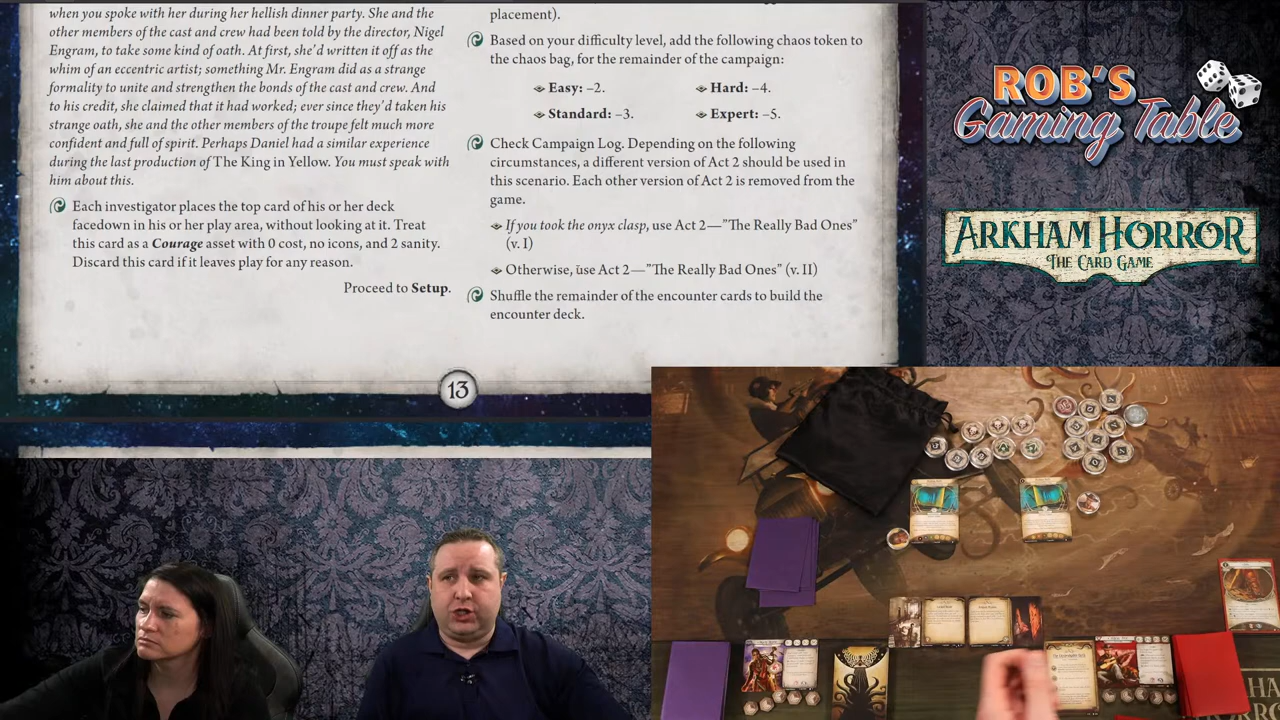 when you spoke with her during her hellish dinner party. She and the
other members of the cast and crew had been told by the director, Nigel
Engram, to take some kind of oath. At first, she'd written it off as the
whim of an eccentric artist; something Mr. Engram did as a strange
formality to unite and strengthen the bonds of the cast and crew. And
to his credit, she claimed that it had worked; ever since they'd taken his
strange oath, she and the other members of the troupe felt much more
confident and full of spirit. Perhaps Daniel had a similar experience
during the last production of The King in Yellow. You must speak with
him about this.
Each investigator places the top card of his or her deck
facedown in his or her play area, without looking at it. Treat
this card as a Courage asset with 0 cost, no icons, and 2 sanity.
Discard this card if it leaves play for any reason.
Proceed to Setup.
placement).
Based on your difficulty level, add the following chaos token to
the chaos bag, for the remainder of the campaign:
Easy: –2.
Hard: –4.
Standard: –3.
Expert: –5.
Check Campaign Log. Depending on the following
circumstances, a different version of Act 2 should be used in
this scenario. Each other version of Act 2 is removed from the
game.
If you took the onyx clasp, use Act 2—"The Really Bad Ones"
(v. I)
Otherwise, use Act 2—"The Really Bad Ones" (v. II)
Shuffle the remainder of the encounter cards to build the
encounter deck.
13
ROB'S
Gaming Table
ARKHAM HORROR
THE CARD GAME